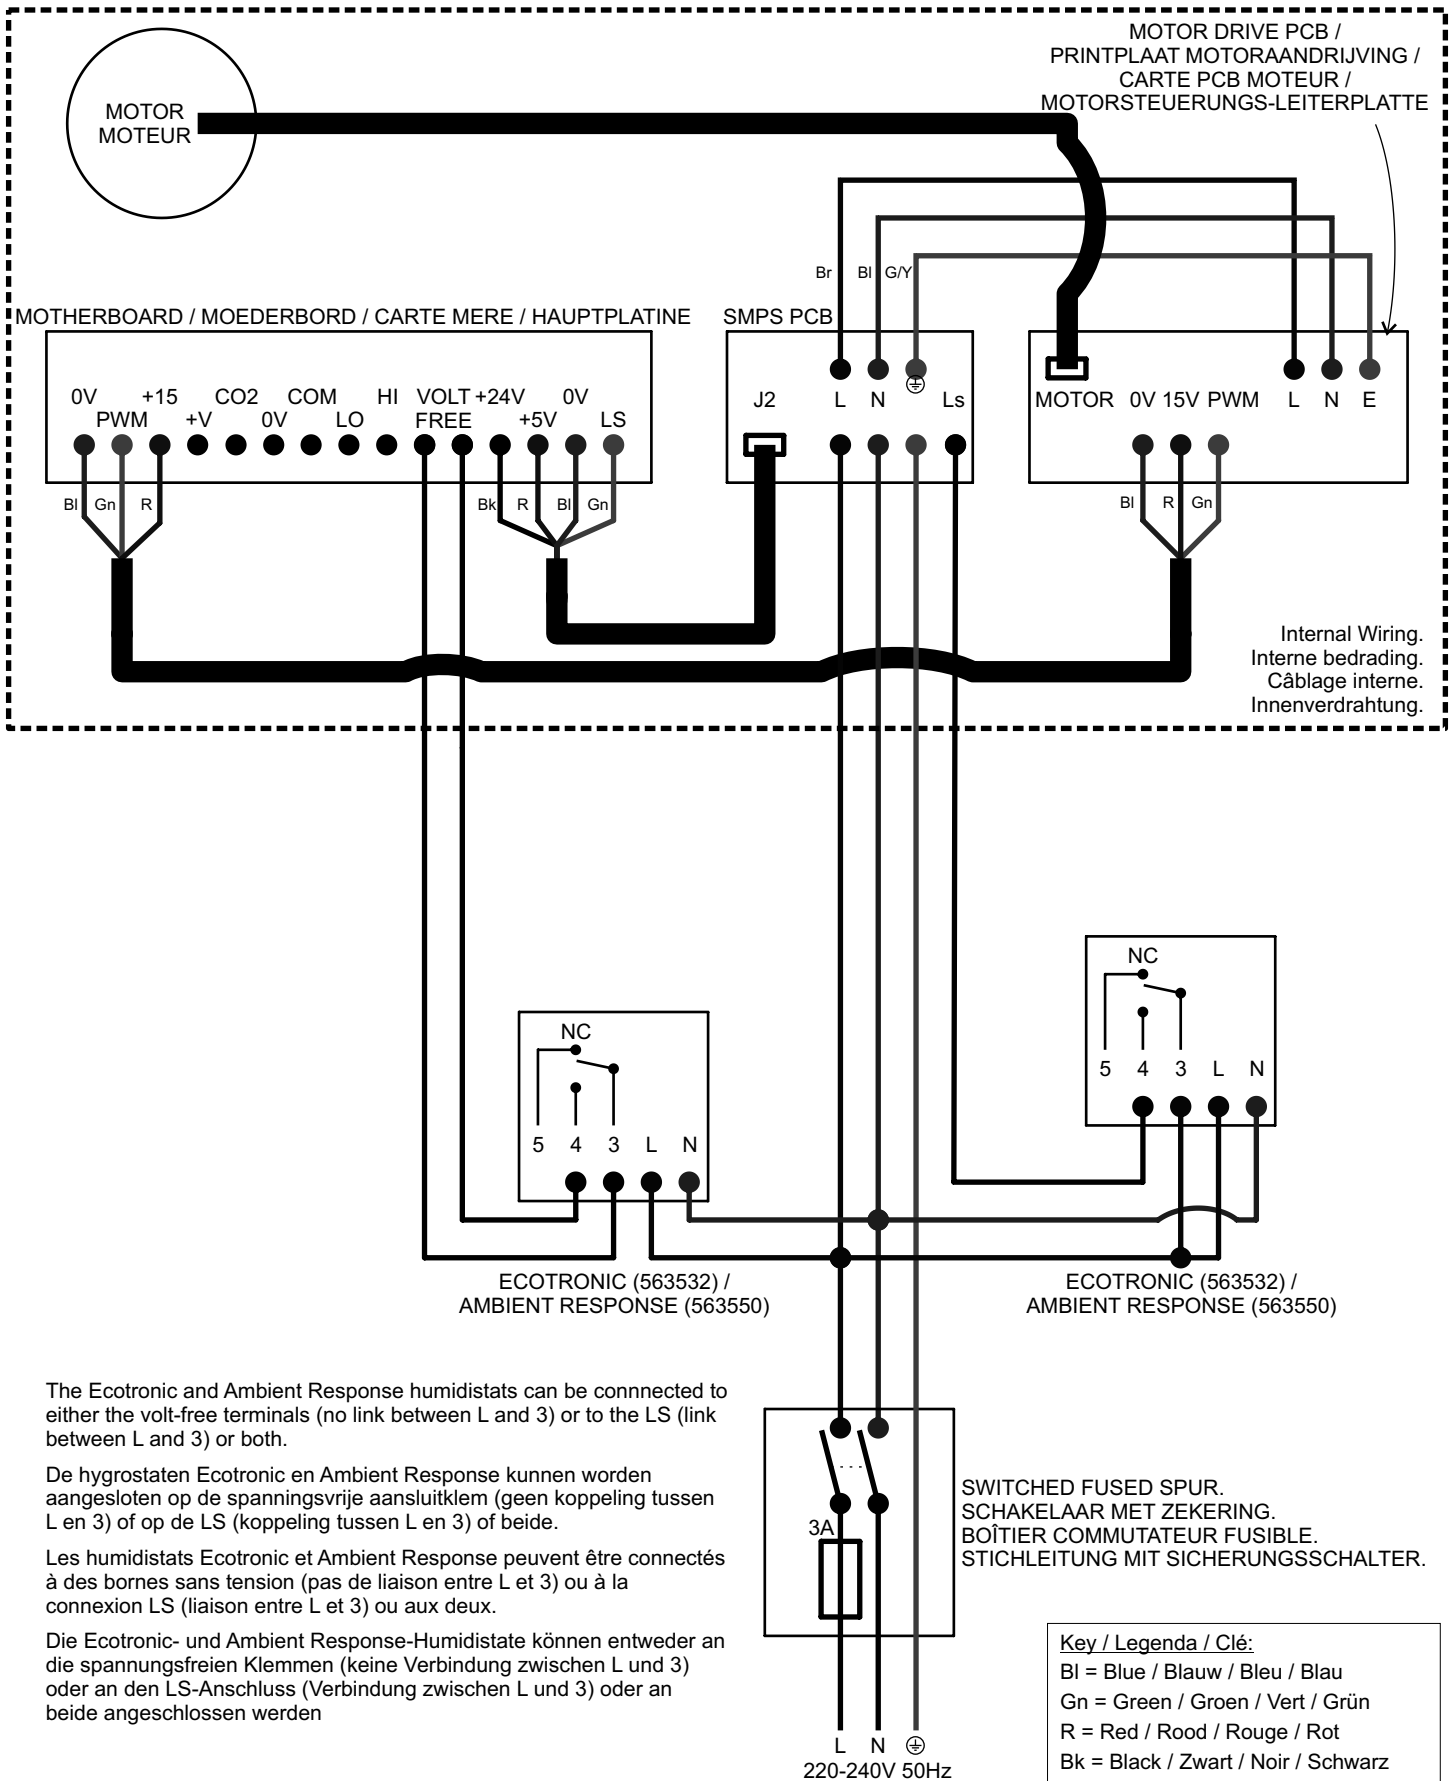 MOTOR DRIVE PCB /
PRINTPLAAT MOTORAANDRIJVING /
CARTE PCB MOTEUR /
MOTORSTEUERUNGS-LEITERPLATTE
MOTOR
MOTEUR
Br Bl G/Y
MOTHERBOARD / MOEDERBORD / CARTE MERE / HAUPTPLATINE
SMPS PCB
0V +15 CO2 COM HI VOLT +24V 0V
PWM +V 0V LO FREE +5V LS
J2 L N Ls
MOTOR 0V 15V PWM L N E
Bl Gn R
Bk R Bl Gn
Bl R Gn
Internal Wiring.
Interne bedrading.
Câblage interne.
Innenverdrahtung.
NC
5 4 3 L N
NC
5 4 3 L N
ECOTRONIC (563532) /
AMBIENT RESPONSE (563550)
ECOTRONIC (563532) /
AMBIENT RESPONSE (563550)
The Ecotronic and Ambient Response humidistats can be connnected to
either the volt-free terminals (no link between L and 3) or to the LS (link
between L and 3) or both.
De hygrostaten Ecotronic en Ambient Response kunnen worden
aangesloten op de spanningsvrije aansluitklem (geen koppeling tussen
L en 3) of op de LS (koppeling tussen L en 3) of beide.
Les humidistats Ecotronic et Ambient Response peuvent être connectés
à des bornes sans tension (pas de liaison entre L et 3) ou à la
connexion LS (liaison entre L et 3) ou aux deux.
Die Ecotronic- und Ambient Response-Humidistate können entweder an
die spannungsfreien Klemmen (keine Verbindung zwischen L und 3)
oder an den LS-Anschluss (Verbindung zwischen L und 3) oder an
beide angeschlossen werden
3A
SWITCHED FUSED SPUR.
SCHAKELAAR MET ZEKERING.
BOÎTIER COMMUTATEUR FUSIBLE.
STICHLEITUNG MIT SICHERUNGSSCHALTER.
L N
220-240V 50Hz
Key / Legenda / Clé:
Bl = Blue / Blauw / Bleu / Blau
Gn = Green / Groen / Vert / Grün
R = Red / Rood / Rouge / Rot
Bk = Black / Zwart / Noir / Schwarz